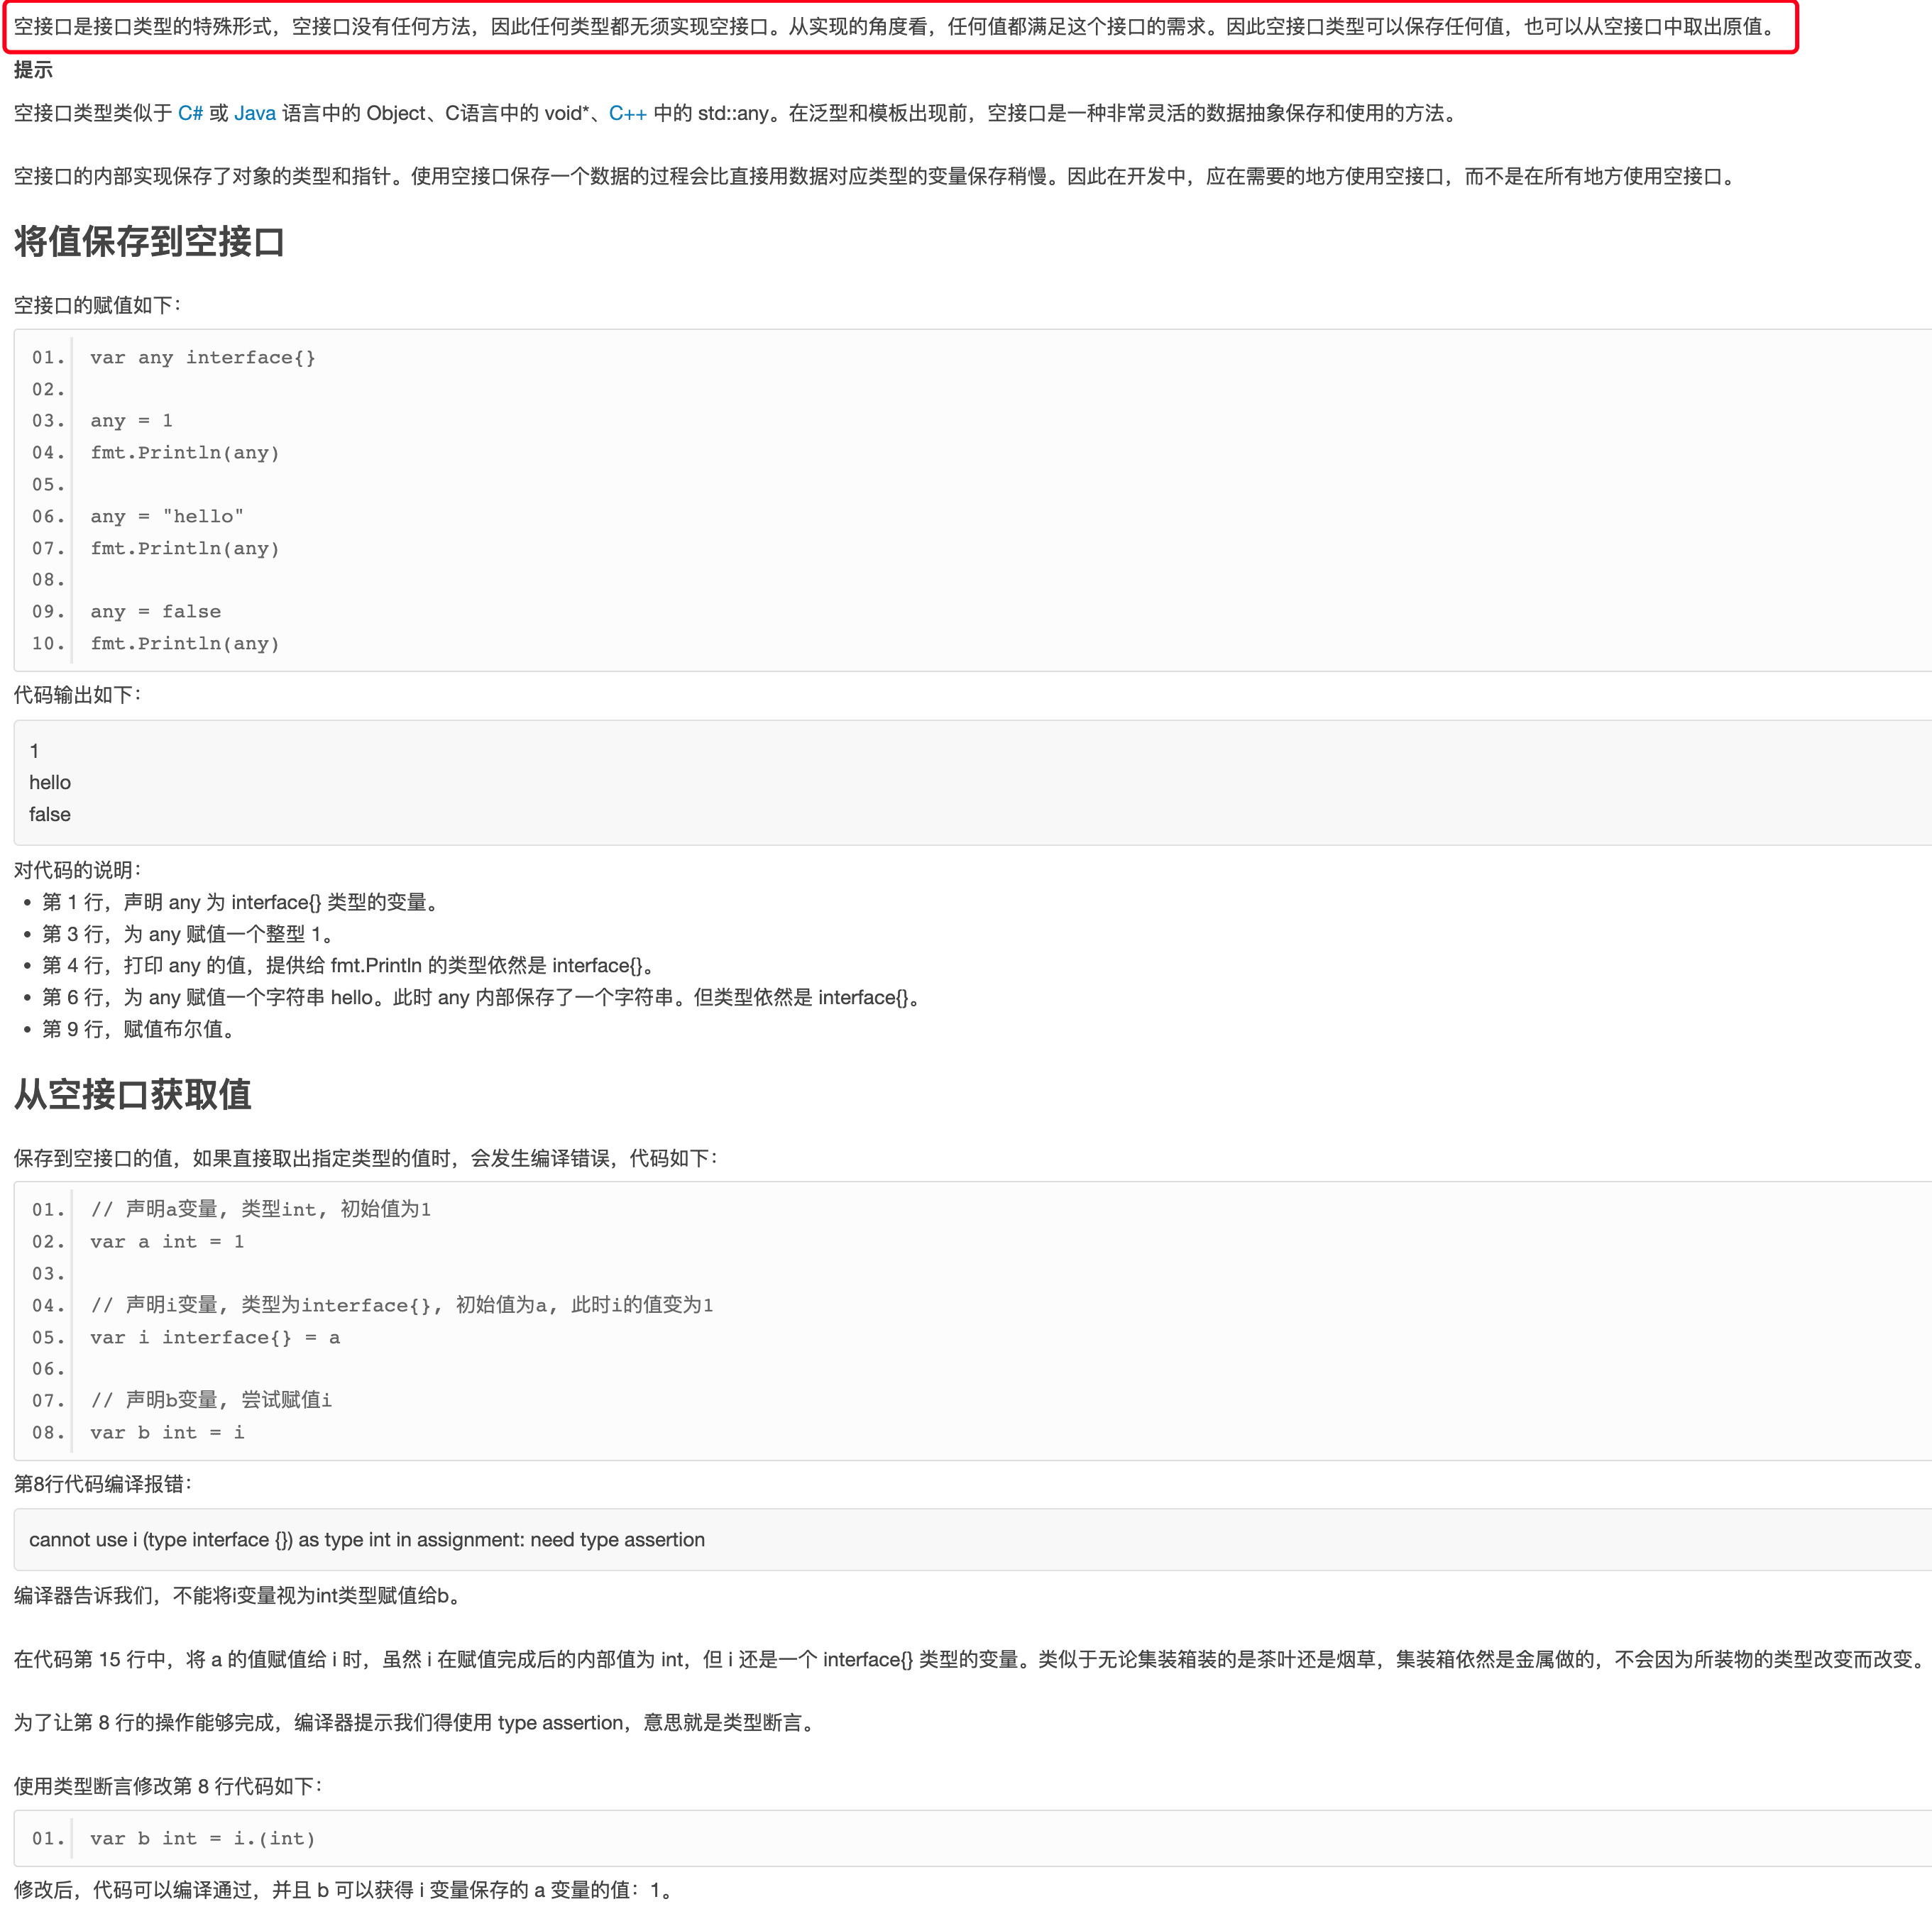 空接口是接口类型的特殊形式，空接口没有任何方法，因此任何类型都无须实现空接口。从实现的角度看，任何值都满足这个接口的需求。因此空接口类型可以保存任何值，也可以从空接口中取出原值。
提示
空接口类型类似于 C# 或 Java 语言中的 Object、C语言中的 void*、C++ 中的 std::any。在泛型和模板出现前，空接口是一种非常灵活的数据抽象保存和使用的方法。
空接口的内部实现保存了对象的类型和指针。使用空接口保存一个数据的过程会比直接用数据对应类型的变量保存稍慢。因此在开发中，应在需要的地方使用空接口，而不是在所有地方使用空接口。
将值保存到空接口
空接口的赋值如下：
01. var any interface{}
02.
03. any = 1
04. fmt.Println(any)
05.
06. any = "hello"
07. fmt.Println(any)
08.
09. any = false
10. fmt.Println(any)
代码输出如下：
1
hello
false
对代码的说明：
• 第 1 行，声明 any 为 interface{} 类型的变量。
• 第 3 行，为 any 赋值一个整型 1。
• 第 4 行，打印 any 的值，提供给 fmt.Println 的类型依然是 interface{}。
• 第 6 行，为 any 赋值一个字符串 hello。此时 any 内部保存了一个字符串。但类型依然是 interface{}。
• 第 9 行，赋值布尔值。
从空接口获取值
保存到空接口的值，如果直接取出指定类型的值时，会发生编译错误，代码如下：
01. // 声明a变量, 类型int, 初始值为1
02. var a int = 1
03.
04. // 声明i变量, 类型为interface{}, 初始值为a, 此时i的值变为1
05. var i interface{} = a
06.
07. // 声明b变量, 尝试赋值i
08. var b int = i
第8行代码编译报错：
cannot use i (type interface {}) as type int in assignment: need type assertion
编译器告诉我们，不能将i变量视为int类型赋值给b。
在代码第 15 行中，将 a 的值赋值给 i 时，虽然 i 在赋值完成后的内部值为 int，但 i 还是一个 interface{} 类型的变量。类似于无论集装箱装的是茶叶还是烟草，集装箱依然是金属做的，不会因为所装物的类型改变而改变。
为了让第 8 行的操作能够完成，编译器提示我们得使用 type assertion，意思就是类型断言。
使用类型断言修改第 8 行代码如下：
01. var b int = i.(int)
修改后，代码可以编译通过，并且 b 可以获得 i 变量保存的 a 变量的值：1。